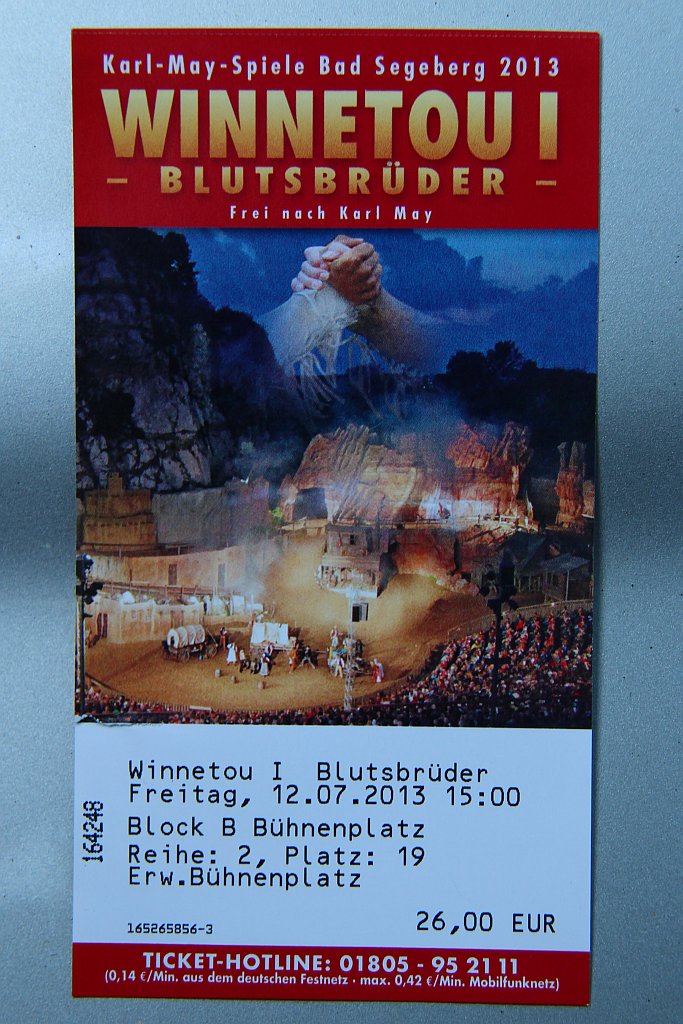 Karl-May-Spiele Bad Segeberg 2013
WINNETOU I
– BLUTSBRÜDER –
Frei nach Karl May
Winnetou I  Blutsbrüder
Freitag, 12.07.2013 15:00
Block B Bühnenplatz
Reihe: 2, Platz: 19
Erw.Bühnenplatz
164248
165265856-3
26,00 EUR
TICKET-HOTLINE: 01805 - 95 21 11
(0,14 €/Min. aus dem deutschen Festnetz · max. 0,42 €/Min. Mobilfunknetz)